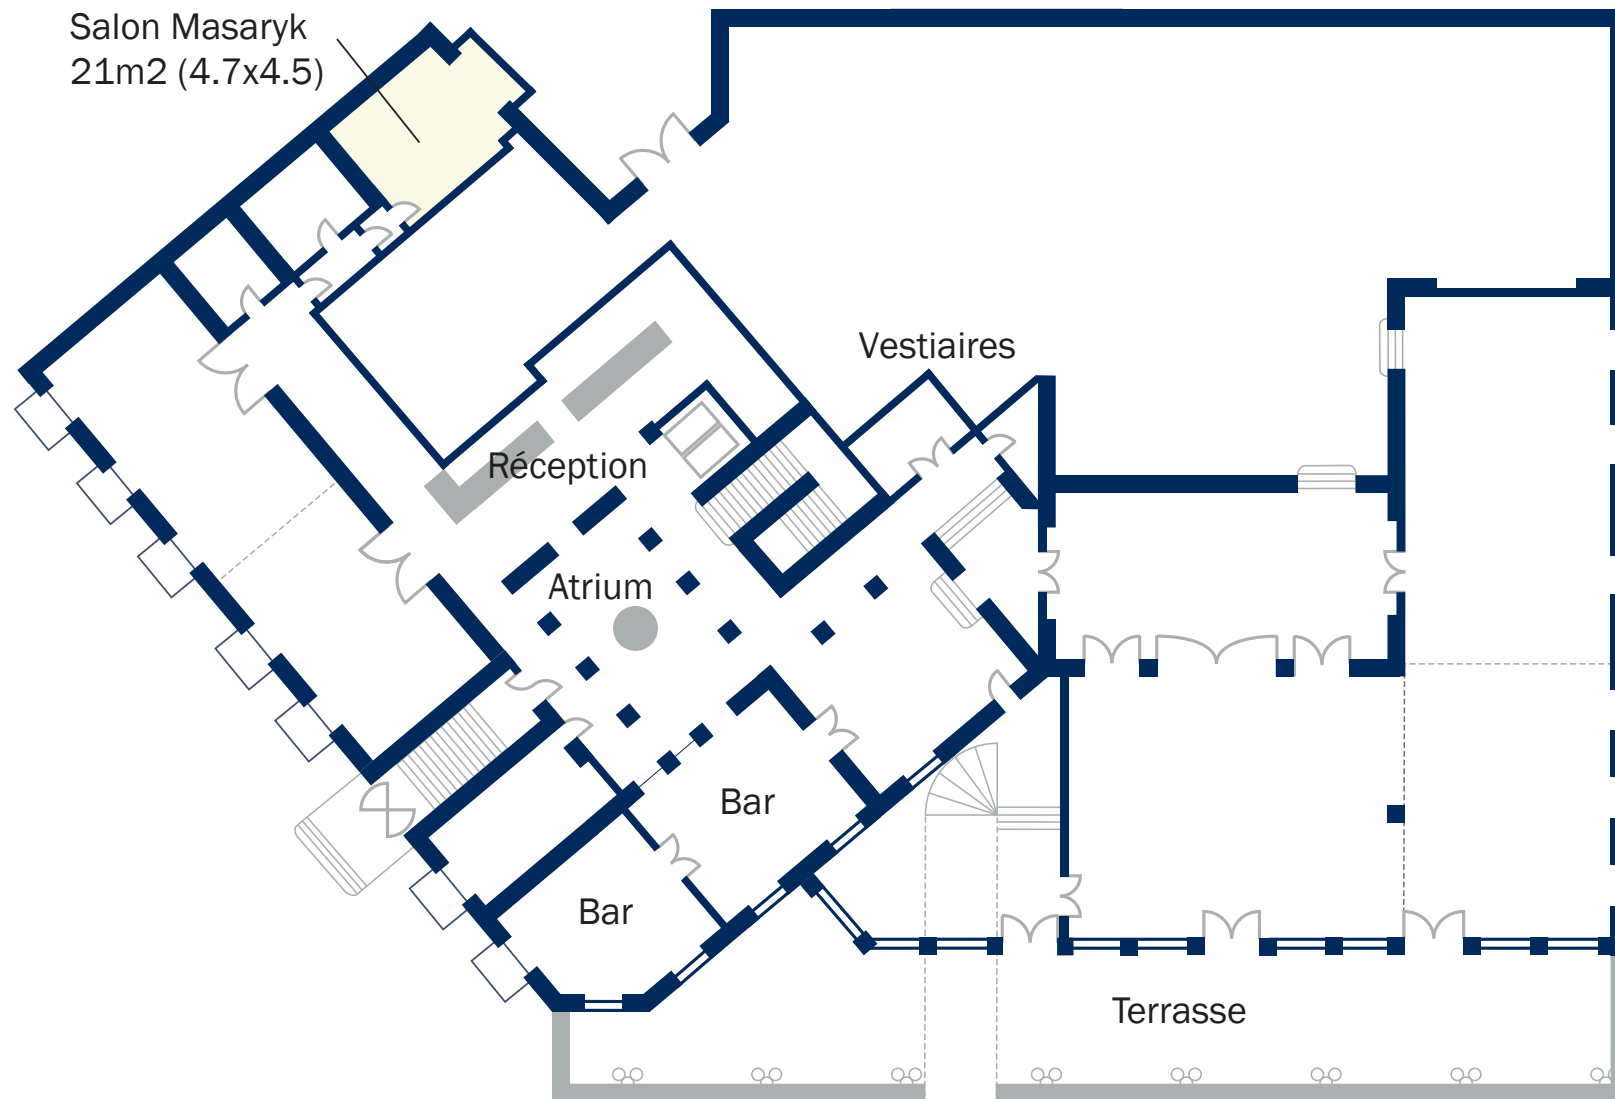 Salon Masaryk
21m2 (4.7x4.5)
Vestiaires
Réception
Atrium
Bar
Bar
Terrasse